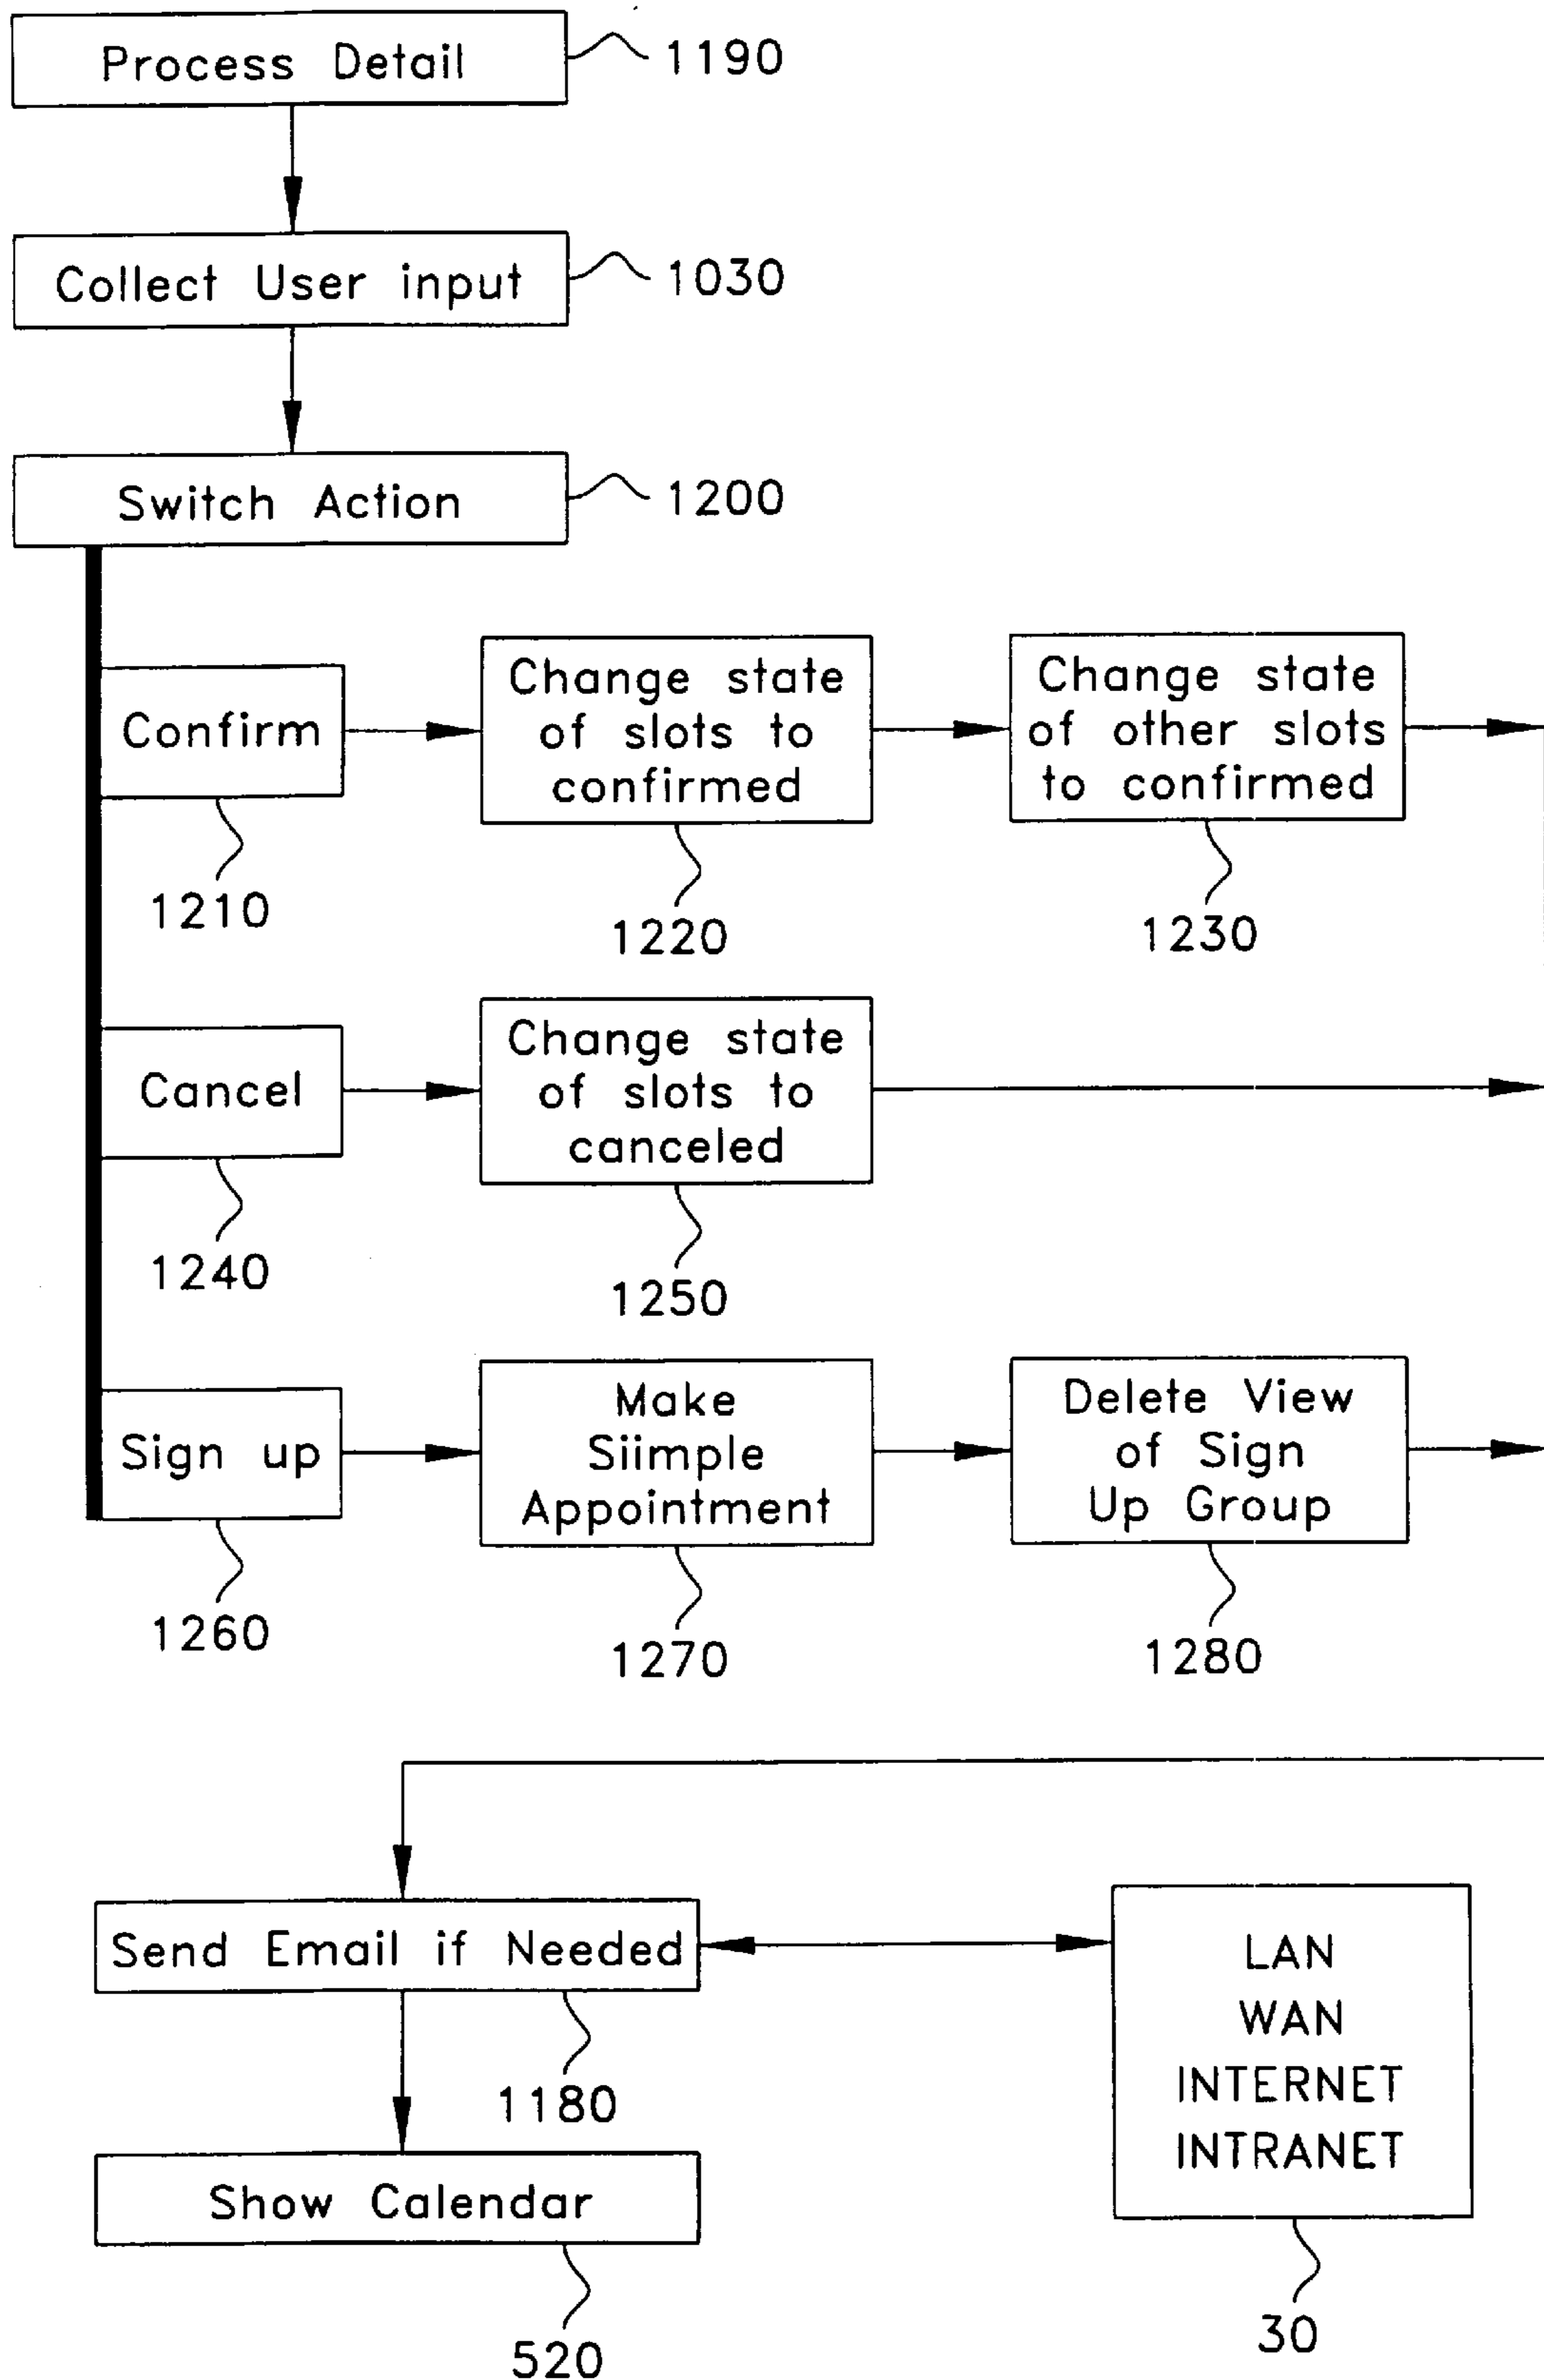 Process Detail
1190
Collect User input
1030
Switch Action
1200
Confirm
1210
Change state
of slots to
confirmed
1220
Change state
of other slots
to confirmed
1230
Cancel
1240
Change state
of slots to
canceled
1250
Sign up
1260
Make
Siimple
Appointment
1270
Delete View
of Sign
Up Group
1280
Send Email if Needed
1180
LAN
WAN
INTERNET
INTRANET
30
Show Calendar
520